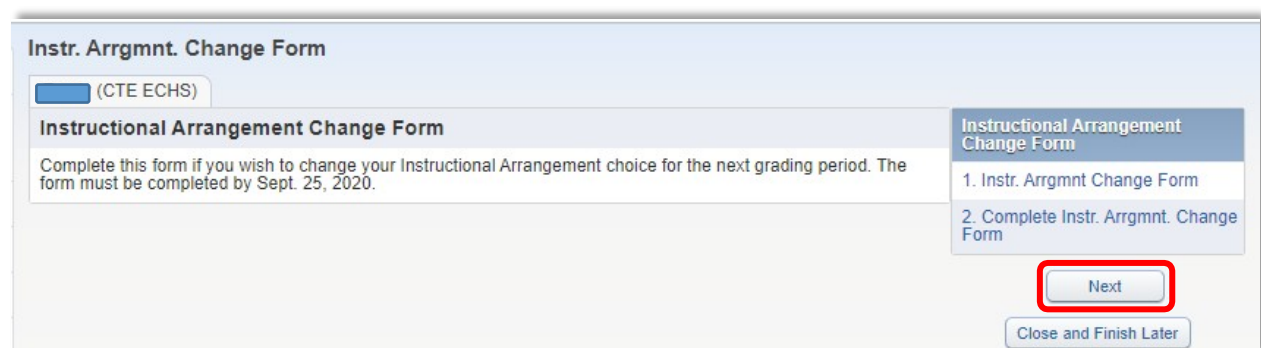 Instr. Arrgmnt. Change Form
(CTE ECHS)
Instructional Arrangement Change Form
Complete this form if you wish to change your Instructional Arrangement choice for the next grading period. The
form must be completed by Sept. 25, 2020.
Instructional Arrangement
Change Form
1. Instr. Arrgmnt Change Form
2. Complete Instr. Arrgmnt. Change
Form
Next
Close and Finish Later